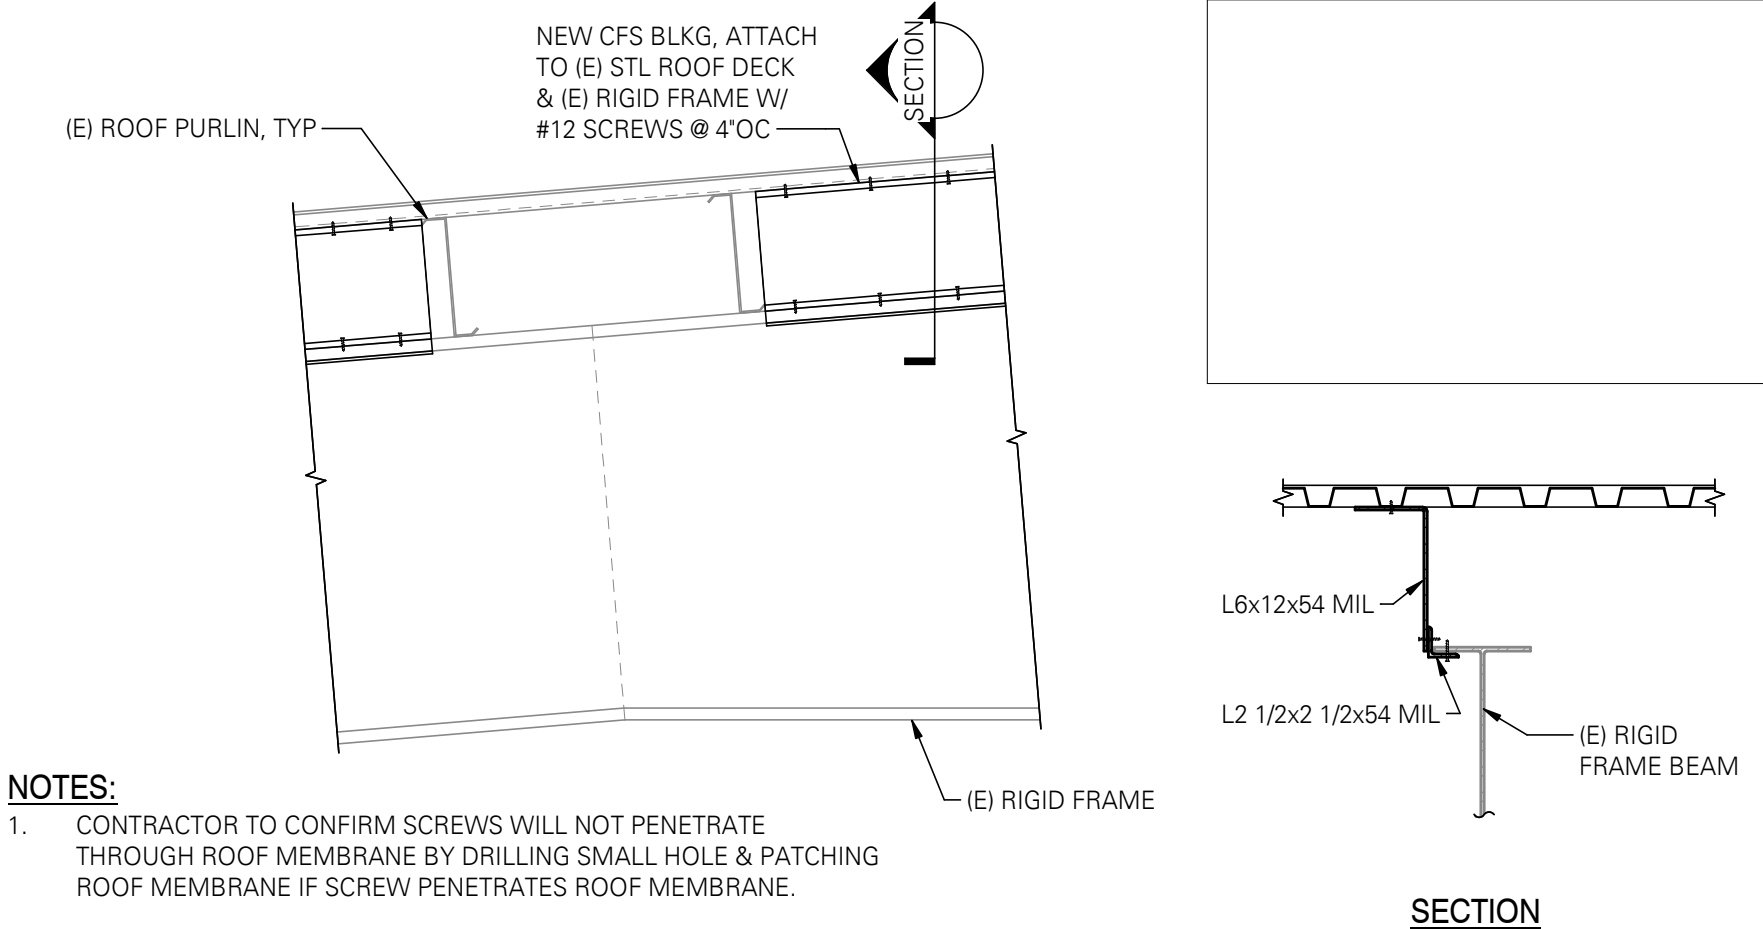 NEW CFS BLKG, ATTACH
TO (E) STL ROOF DECK
& (E) RIGID FRAME W/
#12 SCREWS @ 4"OC
SECTION
(E) ROOF PURLIN, TYP
L6x12x54 MIL
L2 1/2x2 1/2x54 MIL
(E) RIGID
FRAME BEAM
(E) RIGID FRAME
NOTES:
1. CONTRACTOR TO CONFIRM SCREWS WILL NOT PENETRATE
THROUGH ROOF MEMBRANE BY DRILLING SMALL HOLE & PATCHING
ROOF MEMBRANE IF SCREW PENETRATES ROOF MEMBRANE.
SECTION